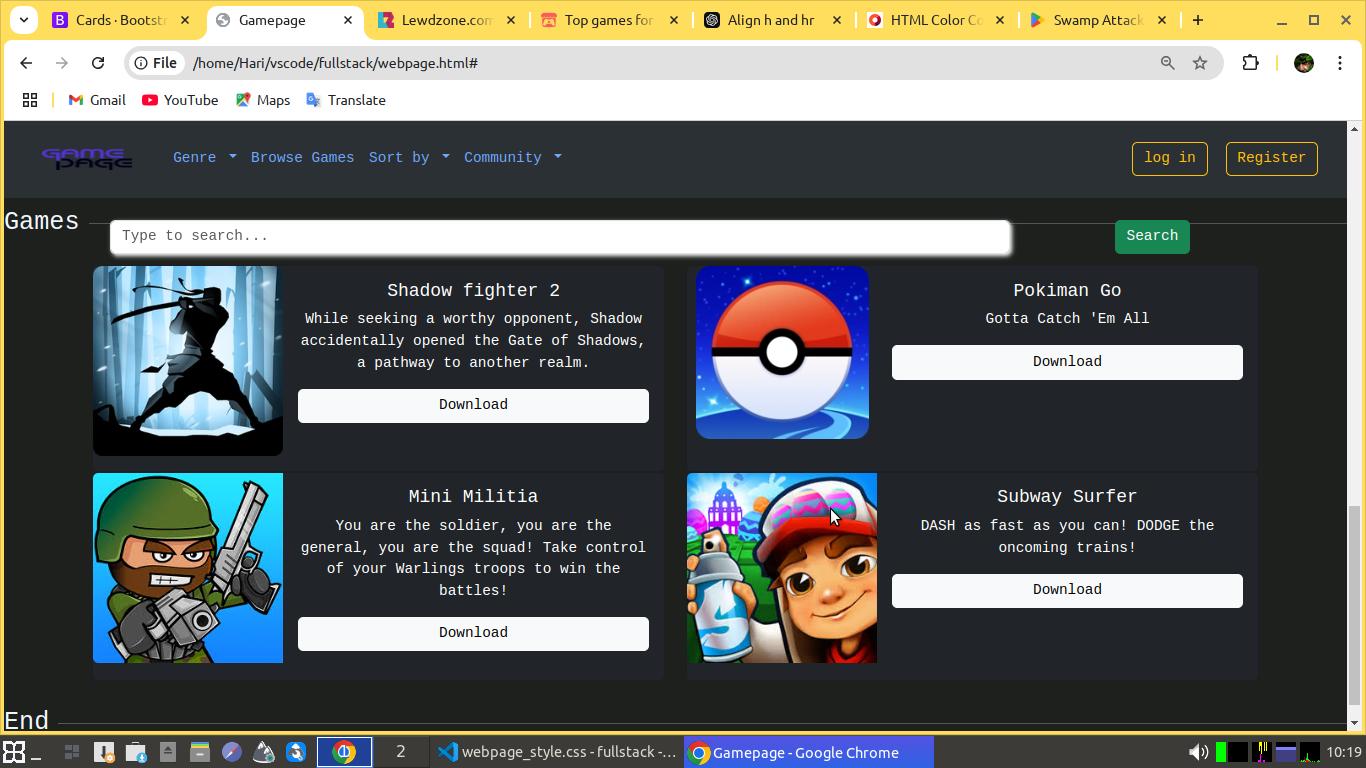 Cards · Bootstr
Gamepage
Lewdzone.com
Top games for
Align h and hr
HTML Color Co
Swamp Attack
File
/home/Hari/vscode/fullstack/webpage.html#
Gmail
YouTube
Maps
Translate
GAME
PAGE
Genre
Browse Games
Sort by
Community
log in
Register
Games
Type to search...
Search
Shadow fighter 2
While seeking a worthy opponent, Shadow
accidentally opened the Gate of Shadows,
a pathway to another realm.
Download
Pokiman Go
Gotta Catch 'Em All
Download
Mini Militia
You are the soldier, you are the
general, you are the squad! Take control
of your Warlings troops to win the
battles!
Download
Subway Surfer
DASH as fast as you can! DODGE the
oncoming trains!
Download
End
2
webpage_style.css - fullstack -...
Gamepage - Google Chrome
10:19